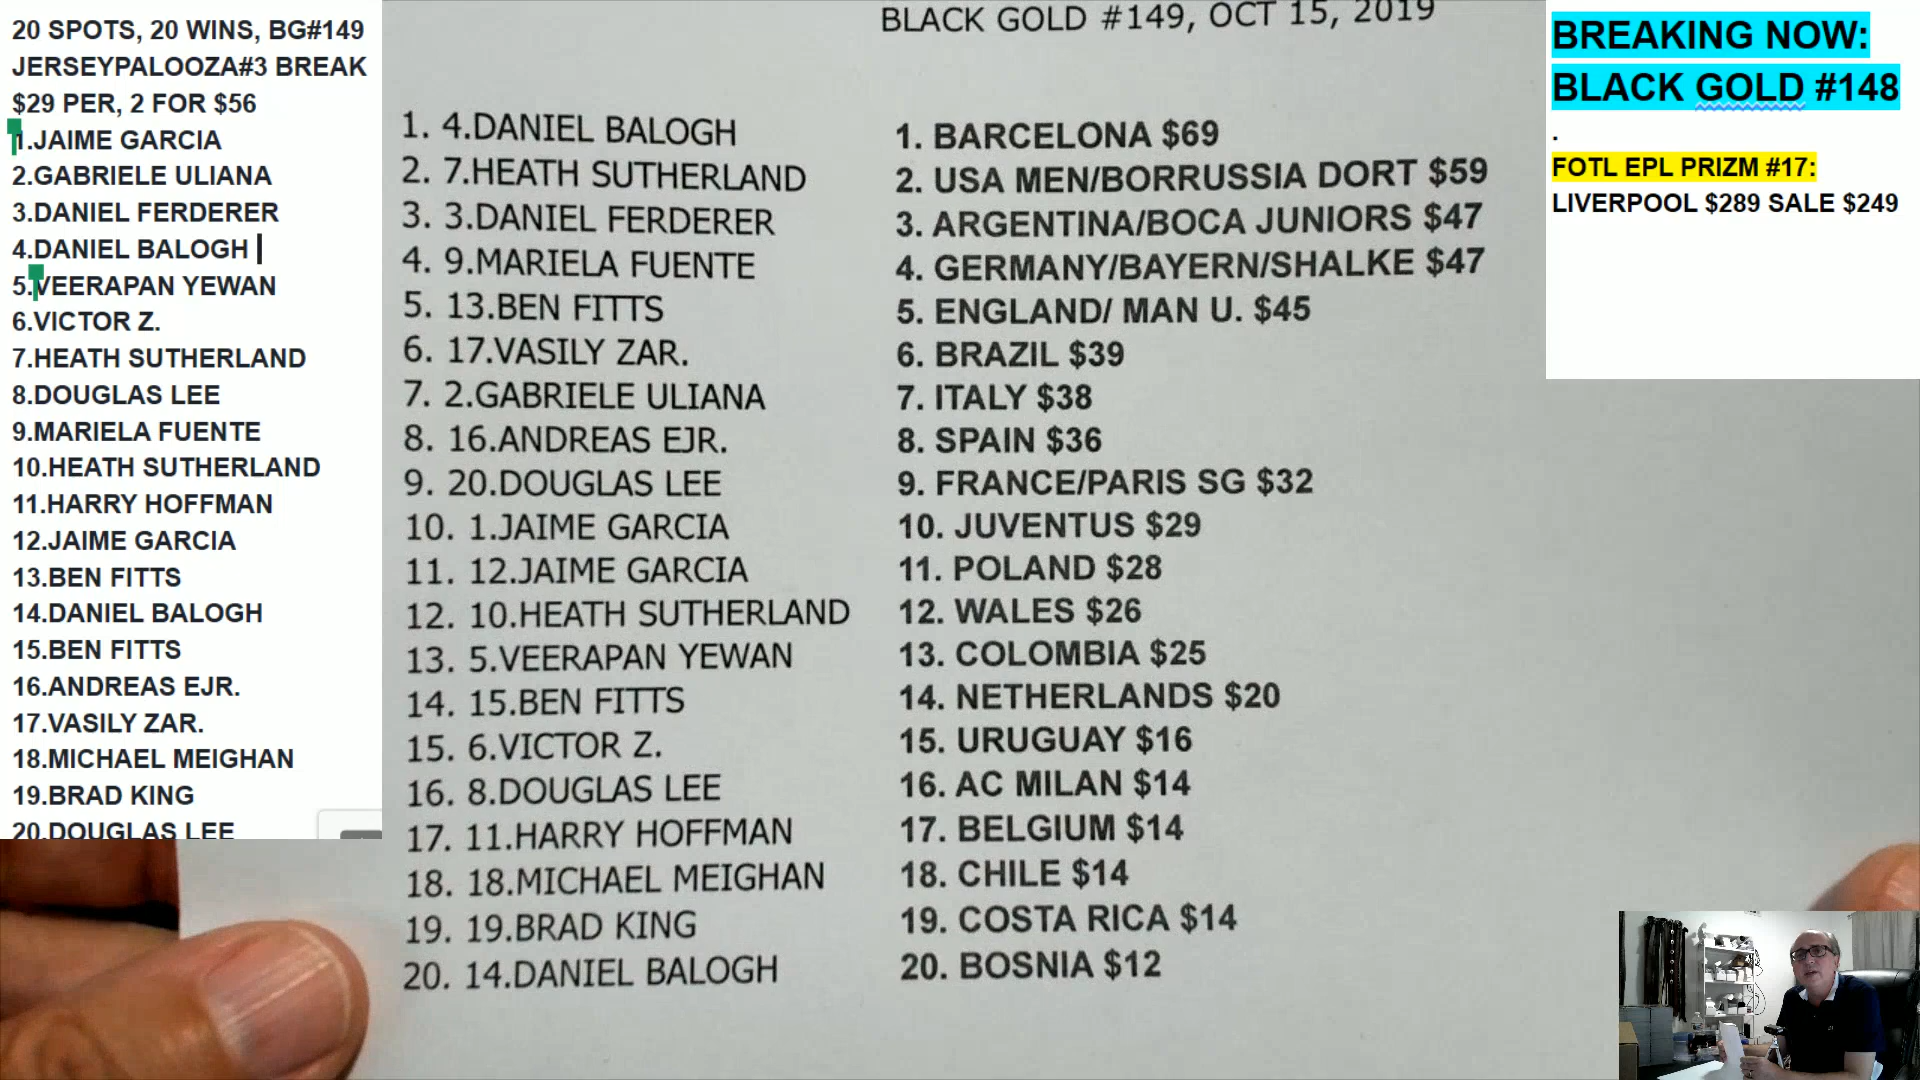 20 SPOTS, 20 WINS, BG#149
JERSEYPALOOZA#3 BREAK
$29 PER, 2 FOR $56
1.JAIME GARCIA
2.GABRIELE ULIANA
3.DANIEL FERDERER
4.DANIEL BALOGH
5.VEERAPAN YEWAN
6.VICTOR Z.
7.HEATH SUTHERLAND
8.DOUGLAS LEE
9.MARIELA FUENTE
10.HEATH SUTHERLAND
11.HARRY HOFFMAN
12.JAIME GARCIA
13.BEN FITTS
14.DANIEL BALOGH
15.BEN FITTS
16.ANDREAS EJR.
17.VASILY ZAR.
18.MICHAEL MEIGHAN
19.BRAD KING
20.DOUGLAS LEE
BLACK GOLD #149, OCT 15, 2019
1. 4.DANIEL BALOGH
2. 7.HEATH SUTHERLAND
3. 3.DANIEL FERDERER
4. 9.MARIELA FUENTE
5. 13.BEN FITTS
6. 17.VASILY ZAR.
7. 2.GABRIELE ULIANA
8. 16.ANDREAS EJR.
9. 20.DOUGLAS LEE
10. 1.JAIME GARCIA
11. 12.JAIME GARCIA
12. 10.HEATH SUTHERLAND
13. 5.VEERAPAN YEWAN
14. 15.BEN FITTS
15. 6.VICTOR Z.
16. 8.DOUGLAS LEE
17. 11.HARRY HOFFMAN
18. 18.MICHAEL MEIGHAN
19. 19.BRAD KING
20. 14.DANIEL BALOGH
1. BARCELONA $69
2. USA MEN/BORRUSSIA DORT $59
3. ARGENTINA/BOCA JUNIORS $47
4. GERMANY/BAYERN/SHALKE $47
5. ENGLAND/ MAN U. $45
6. BRAZIL $39
7. ITALY $38
8. SPAIN $36
9. FRANCE/PARIS SG $32
10. JUVENTUS $29
11. POLAND $28
12. WALES $26
13. COLOMBIA $25
14. NETHERLANDS $20
15. URUGUAY $16
16. AC MILAN $14
17. BELGIUM $14
18. CHILE $14
19. COSTA RICA $14
20. BOSNIA $12
BREAKING NOW:
BLACK GOLD #148
.
FOTL EPL PRIZM #17:
LIVERPOOL $289 SALE $249